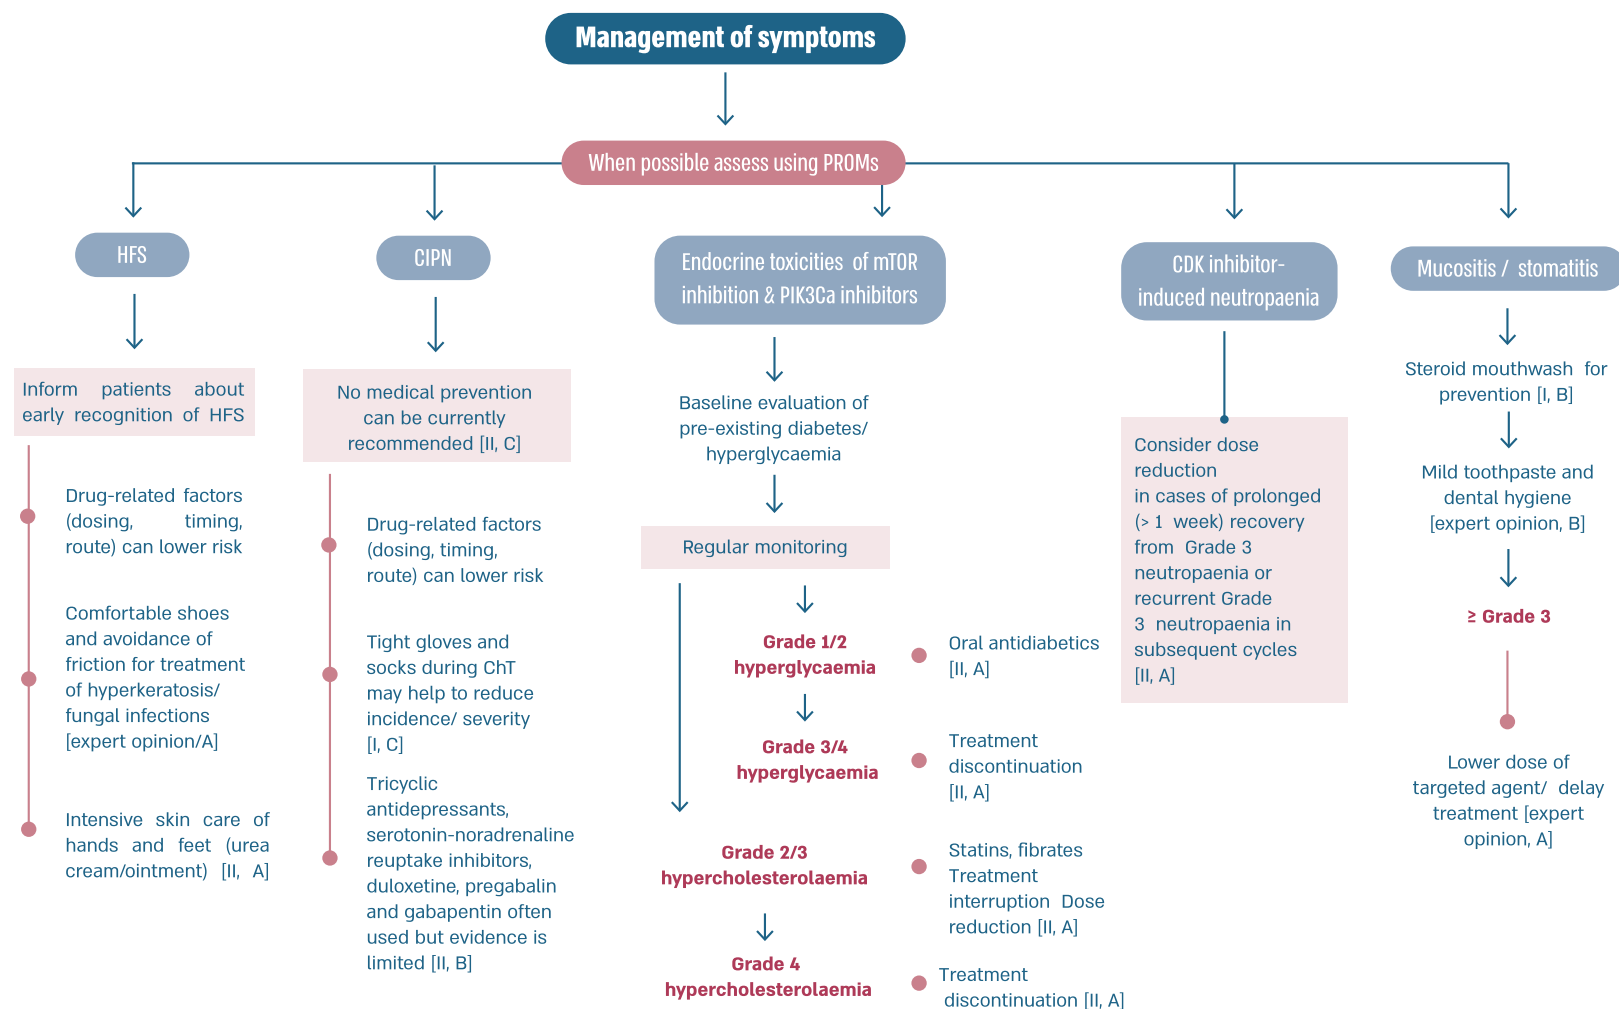 Management of symptoms
When possible assess using PROMs
HFS
Inform patients about
early recognition of HFS
Drug-related factors
(dosing, timing,
route) can lower risk
Comfortable shoes
and avoidance of
friction for treatment
of hyperkeratosis/
fungal infections
[expert opinion/A]
Intensive skin care of
hands and feet (urea
cream/ointment) [II, A]
CIPN
No medical prevention
can be currently
recommended [II, C]
Drug-related factors
(dosing, timing,
route) can lower risk
Tight gloves and
socks during ChT
may help to reduce
incidence/ severity
[I, C]
Tricyclic
antidepressants,
serotonin-noradrenaline
reuptake inhibitors,
duloxetine, pregabalin
and gabapentin often
used but evidence is
limited [II, B]
Endocrine toxicities of mTOR
inhibition & PIK3Ca inhibitors
Baseline evaluation of
pre-existing diabetes/
hyperglycaemia
Regular monitoring
Grade 1/2
hyperglycaemia
Oral antidiabetics
[II, A]
Grade 3/4
hyperglycaemia
Treatment
discontinuation
[II, A]
Grade 2/3
hypercholesterolaemia
Statins, fibrates
Treatment
interruption Dose
reduction [II, A]
Grade 4
hypercholesterolaemia
Treatment
discontinuation [II, A]
CDK inhibitor-
induced neutropaenia
Consider dose
reduction
in cases of prolonged
(> 1 week) recovery
from Grade 3
neutropaenia or
recurrent Grade
3 neutropaenia in
subsequent cycles
[II, A]
Mucositis / stomatitis
Steroid mouthwash for
prevention [I, B]
Mild toothpaste and
dental hygiene
[expert opinion, B]
≥ Grade 3
Lower dose of
targeted agent/ delay
treatment [expert
opinion, A]